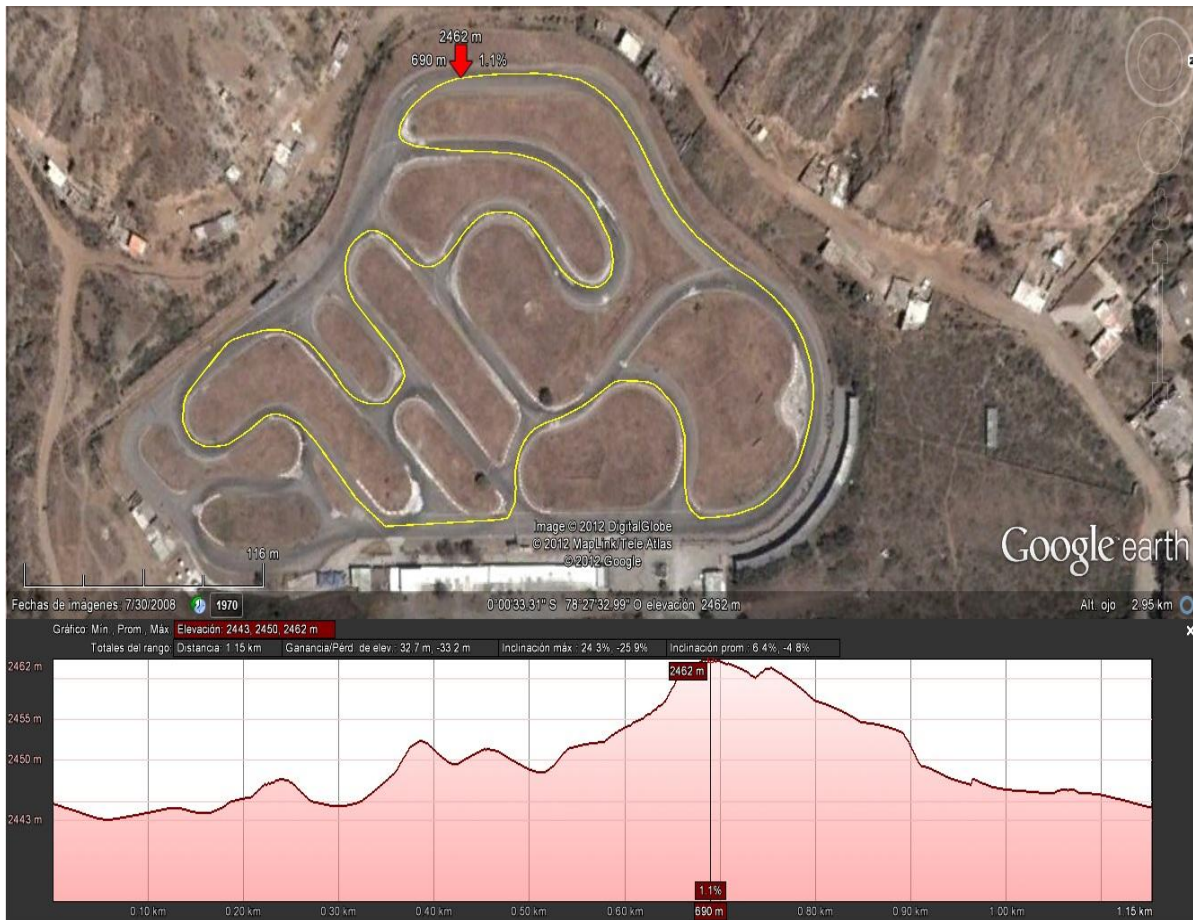 2462 m
690 m 1.1%
Image © 2012 DigitalGlobe
© 2012 MapLink/Tele Atlas
© 2012 Google
Google earth
116 m
Fechas de imágenes: 7/30/2008 1970 0°00'33.31" S 78°27'32.99" O elevación 2462 m Alt. ojo 2.95 km
Gráfico: Mín., Prom., Máx. Elevación: 2443, 2450, 2462 m
Totales del rango: Distancia: 1.15 km Ganancia/Pérd. de elev.: 32.7 m, -33.2 m Inclinación máx.: 24.3%, -25.9% Inclinación prom.: 6.4%, -4.8%
2462 m
2462 m
2455 m
2450 m
2443 m
1.1%
0.10 km 0.20 km 0.30 km 0.40 km 0.50 km 0.60 km 690 m 0.80 km 0.90 km 1.00 km 1.15 km